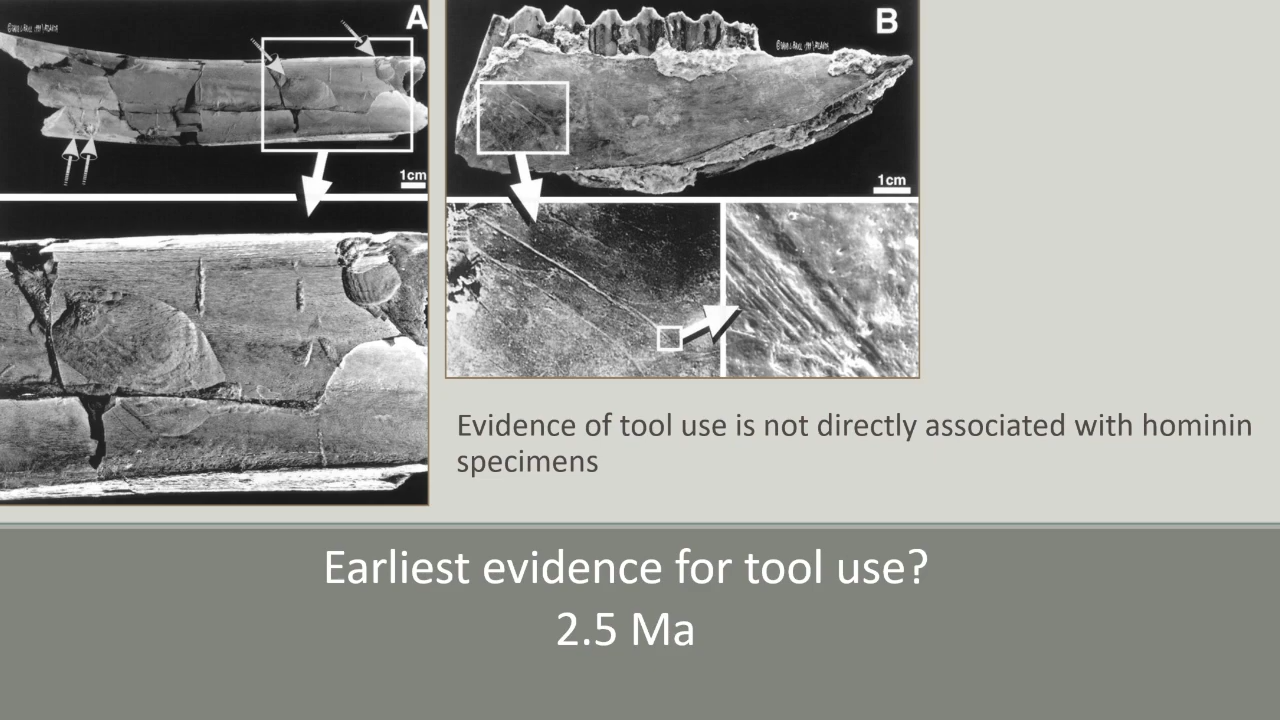 A
B
1cm
1cm
Evidence of tool use is not directly associated with hominin
specimens
Earliest evidence for tool use?
2.5 Ma